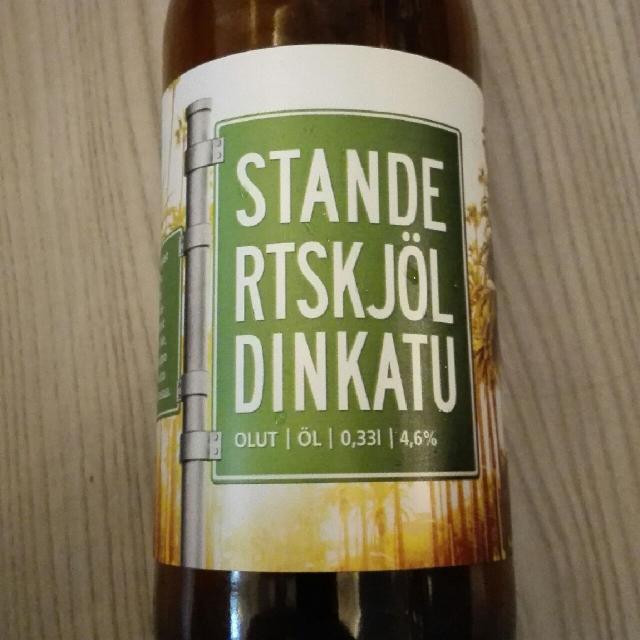 STANDE
RTSKJÖL
DINKATU
OLUT | ÖL | 0,33l | 4,6%